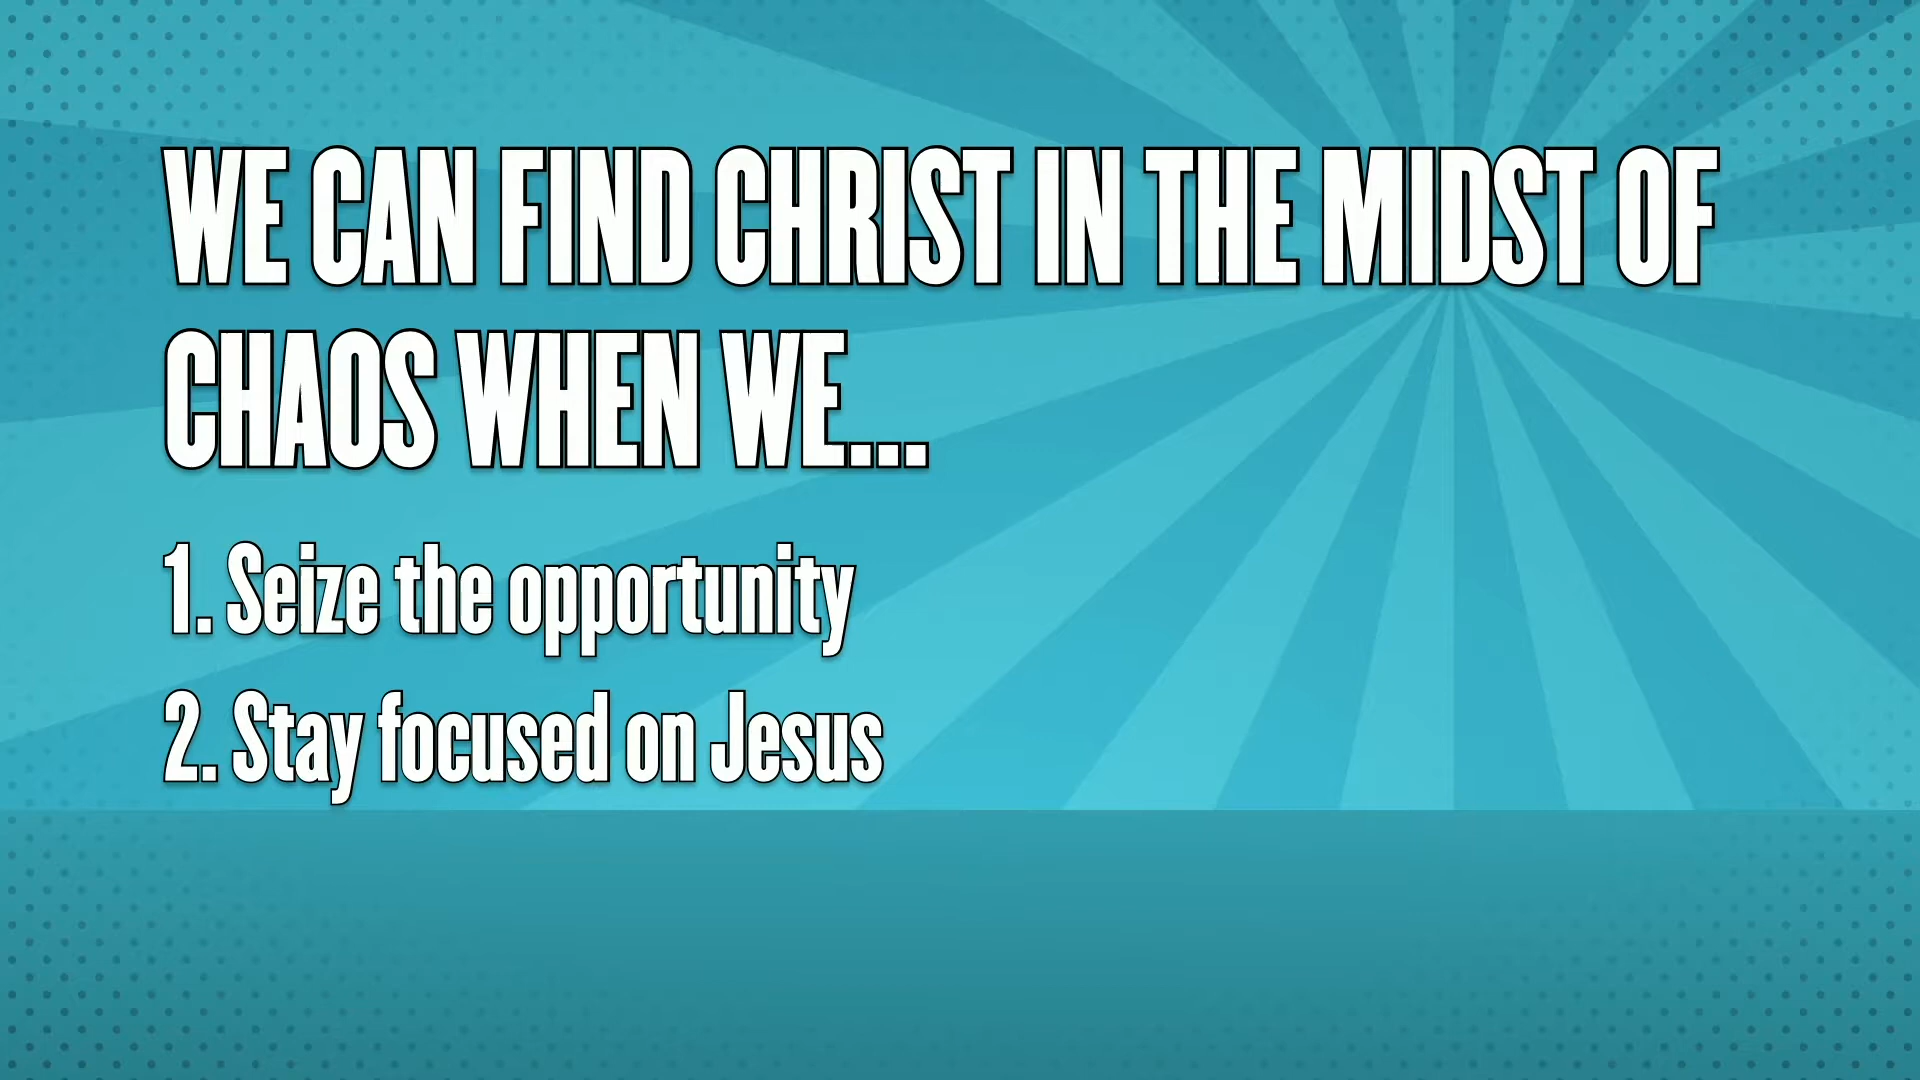 WE CAN FIND CHRIST IN THE MIDST OF
CHAOS WHEN WE...
1. Seize the opportunity
2. Stay focused on Jesus